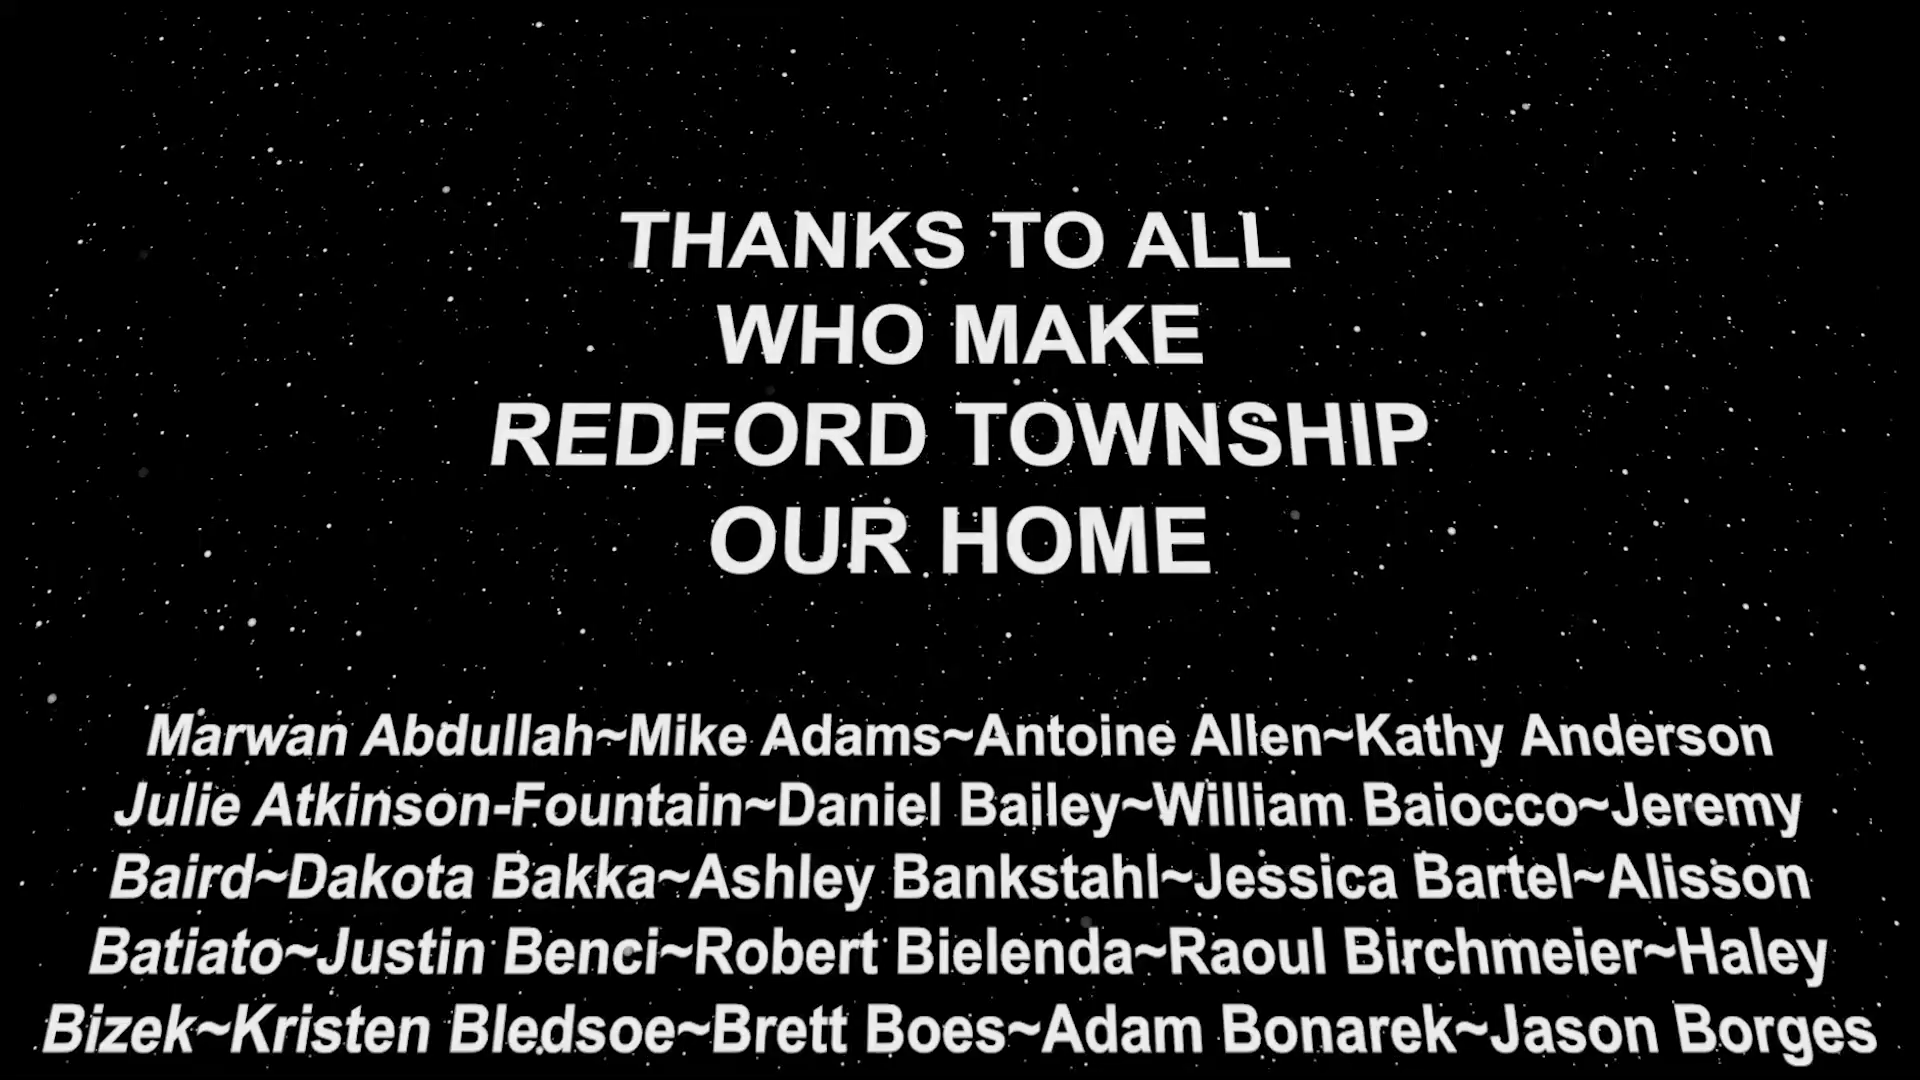 THANKS TO ALL
WHO MAKE
REDFORD TOWNSHIP
OUR HOME
Marwan Abdullah~Mike Adams~Antoine Allen~Kathy Anderson
Julie Atkinson-Fountain~Daniel Bailey~William Baiocco~Jeremy
Baird~Dakota Bakka~Ashley Bankstahl~Jessica Bartel~Alisson
Batiato~Justin Benci~Robert Bielenda~Raoul Birchmeier~Haley
Bizek~Kristen Bledsoe~Brett Boes~Adam Bonarek~Jason Borges